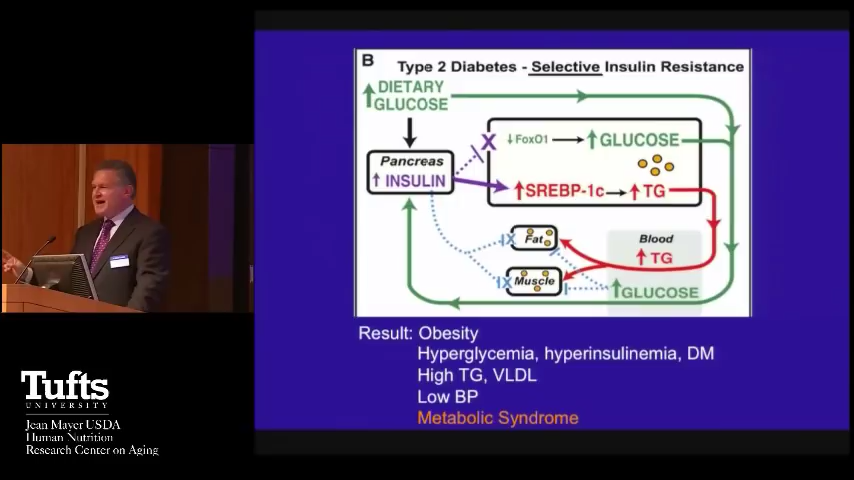 B
Type 2 Diabetes - Selective Insulin Resistance
↑ DIETARY
GLUCOSE
Pancreas
↑ INSULIN
X
↓FoxO1 → ↑ GLUCOSE
↑SREBP-1c → ↑ TG
X Fat
X Muscle
Blood
↑ TG
↑ GLUCOSE
Result: Obesity
Hyperglycemia, hyperinsulinemia, DM
High TG, VLDL
Low BP
Metabolic Syndrome
Tufts
UNIVERSITY
Jean Mayer USDA
Human Nutrition
Research Center on Aging